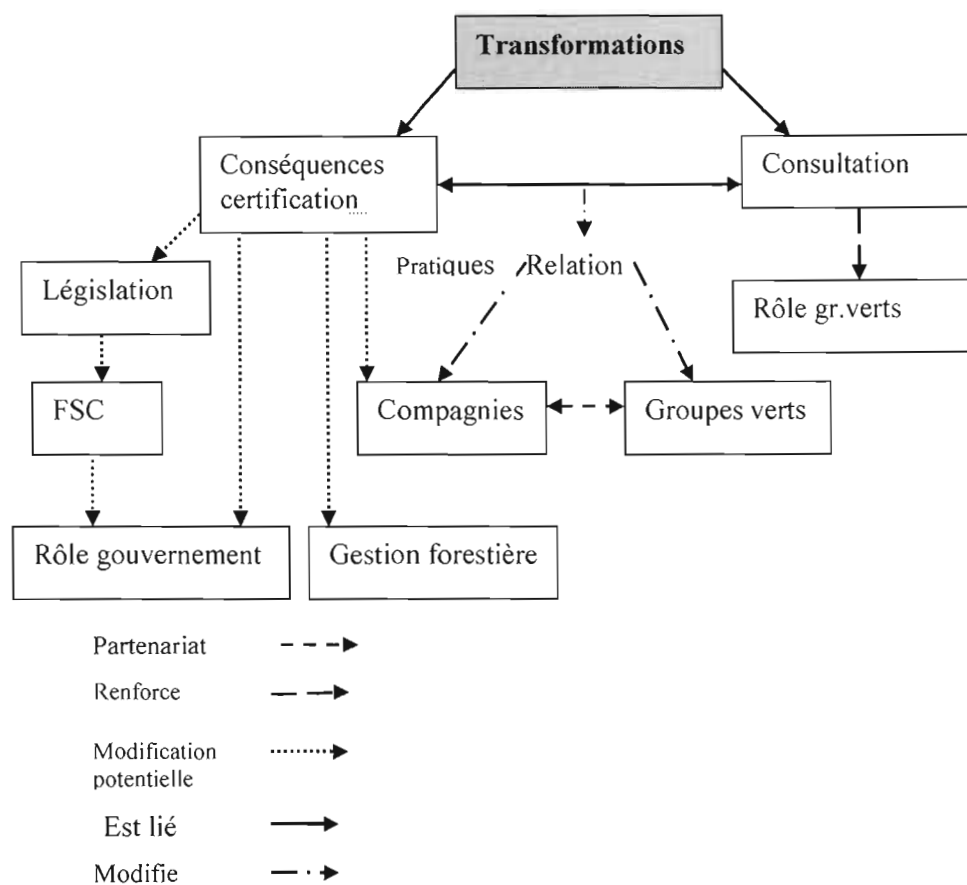 Transformations
Conséquences
certification
Consultation
Pratiques
Relation
Législation
Rôle gr.verts
FSC
Compagnies
Groupes verts
Rôle gouvernement
Gestion forestière
Partenariat
Renforce
Modification
potentielle
Est lié
Modifie